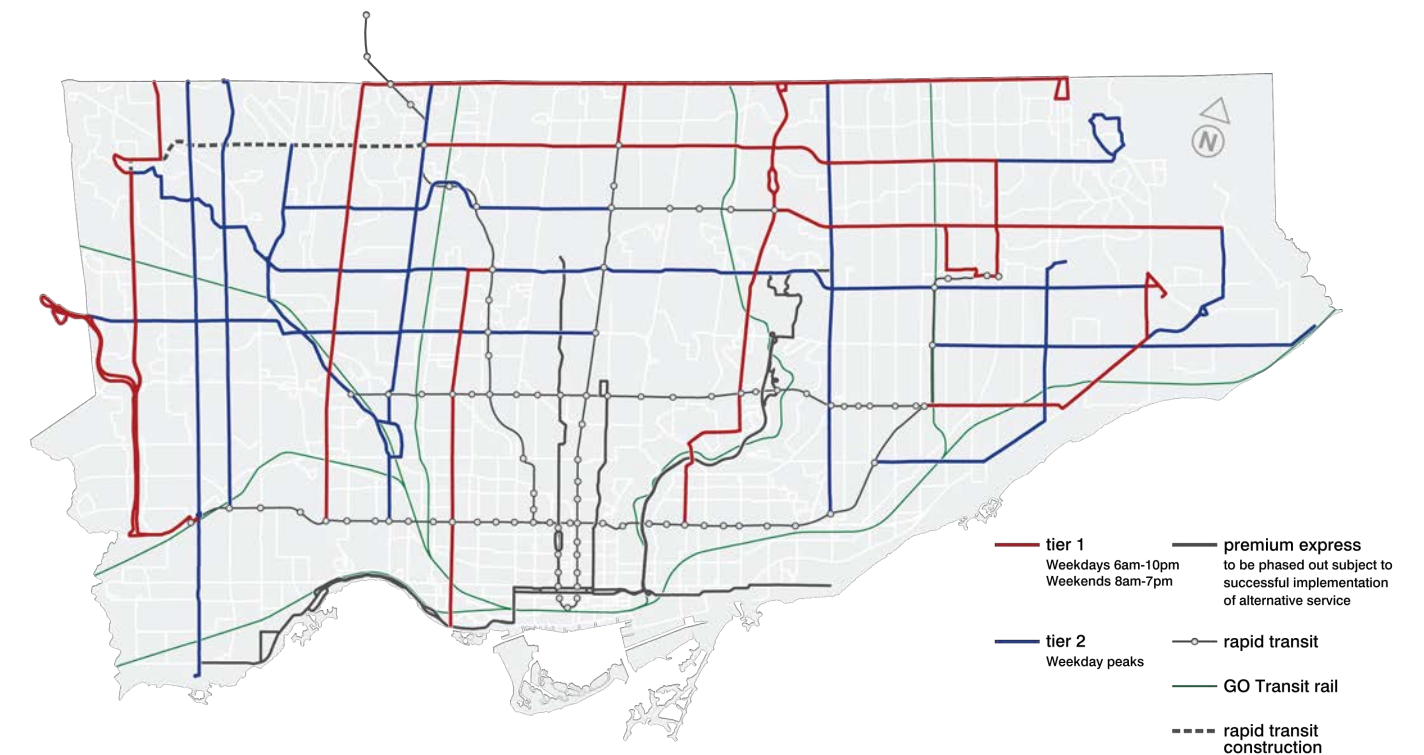 N
tier 1
Weekdays 6am-10pm
Weekends 8am-7pm
tier 2
Weekday peaks
premium express
to be phased out subject to
successful implementation
of alternative service
rapid transit
GO Transit rail
rapid transit
construction